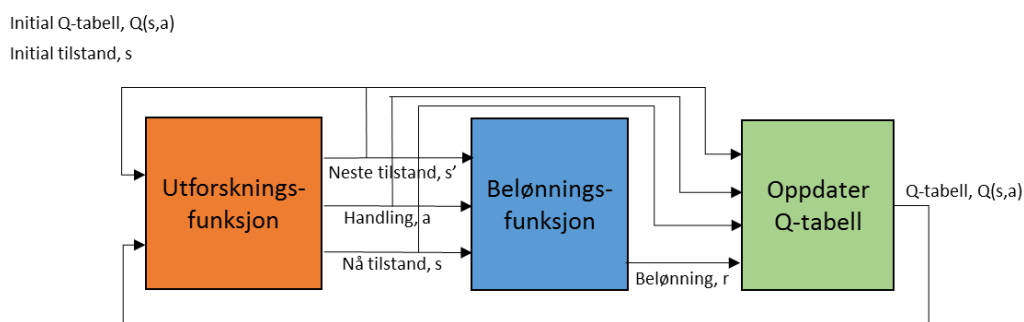 Initial Q-tabell, Q(s,a)
Initial tilstand, s
Utforsknings-
funksjon
Neste tilstand, s’
Handling, a
Nå tilstand, s
Belønnings-
funksjon
Belønning, r
Oppdater
Q-tabell
Q-tabell, Q(s,a)